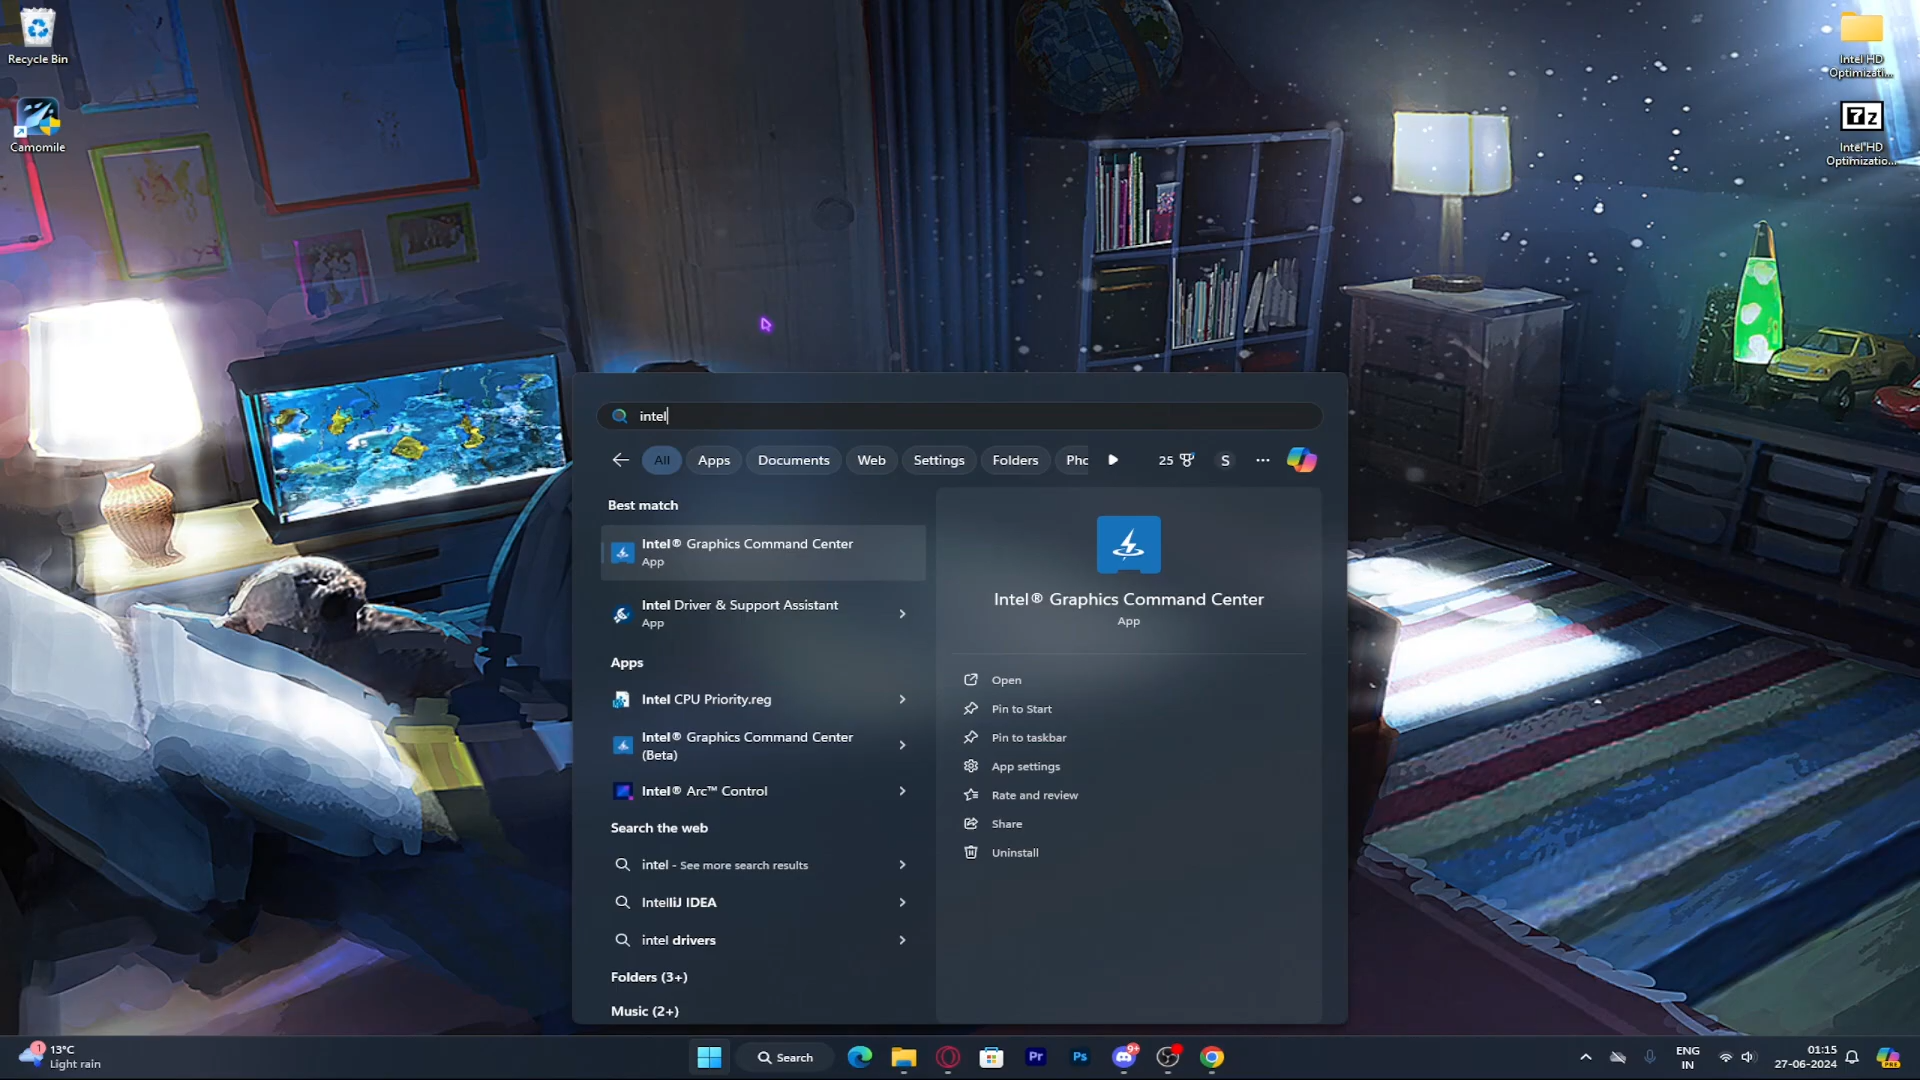 Recycle Bin
Camomile
Intel HD
Optimizati...
Intel HD
Optimizatio...
intel
All
Apps
Documents
Web
Settings
Folders
Pho
25
S
Best match
Intel® Graphics Command Center
App
Intel Driver & Support Assistant
App
Apps
Intel CPU Priority.reg
Intel® Graphics Command Center
(Beta)
Intel® Arc™ Control
Search the web
intel - See more search results
IntelliJ IDEA
intel drivers
Folders (3+)
Music (2+)
Intel® Graphics Command Center
App
Open
Pin to Start
Pin to taskbar
App settings
Rate and review
Share
Uninstall
1
13°C
Light rain
Search
Pr
Ps
9+
ENG
IN
01:15
27-06-2024
PRE